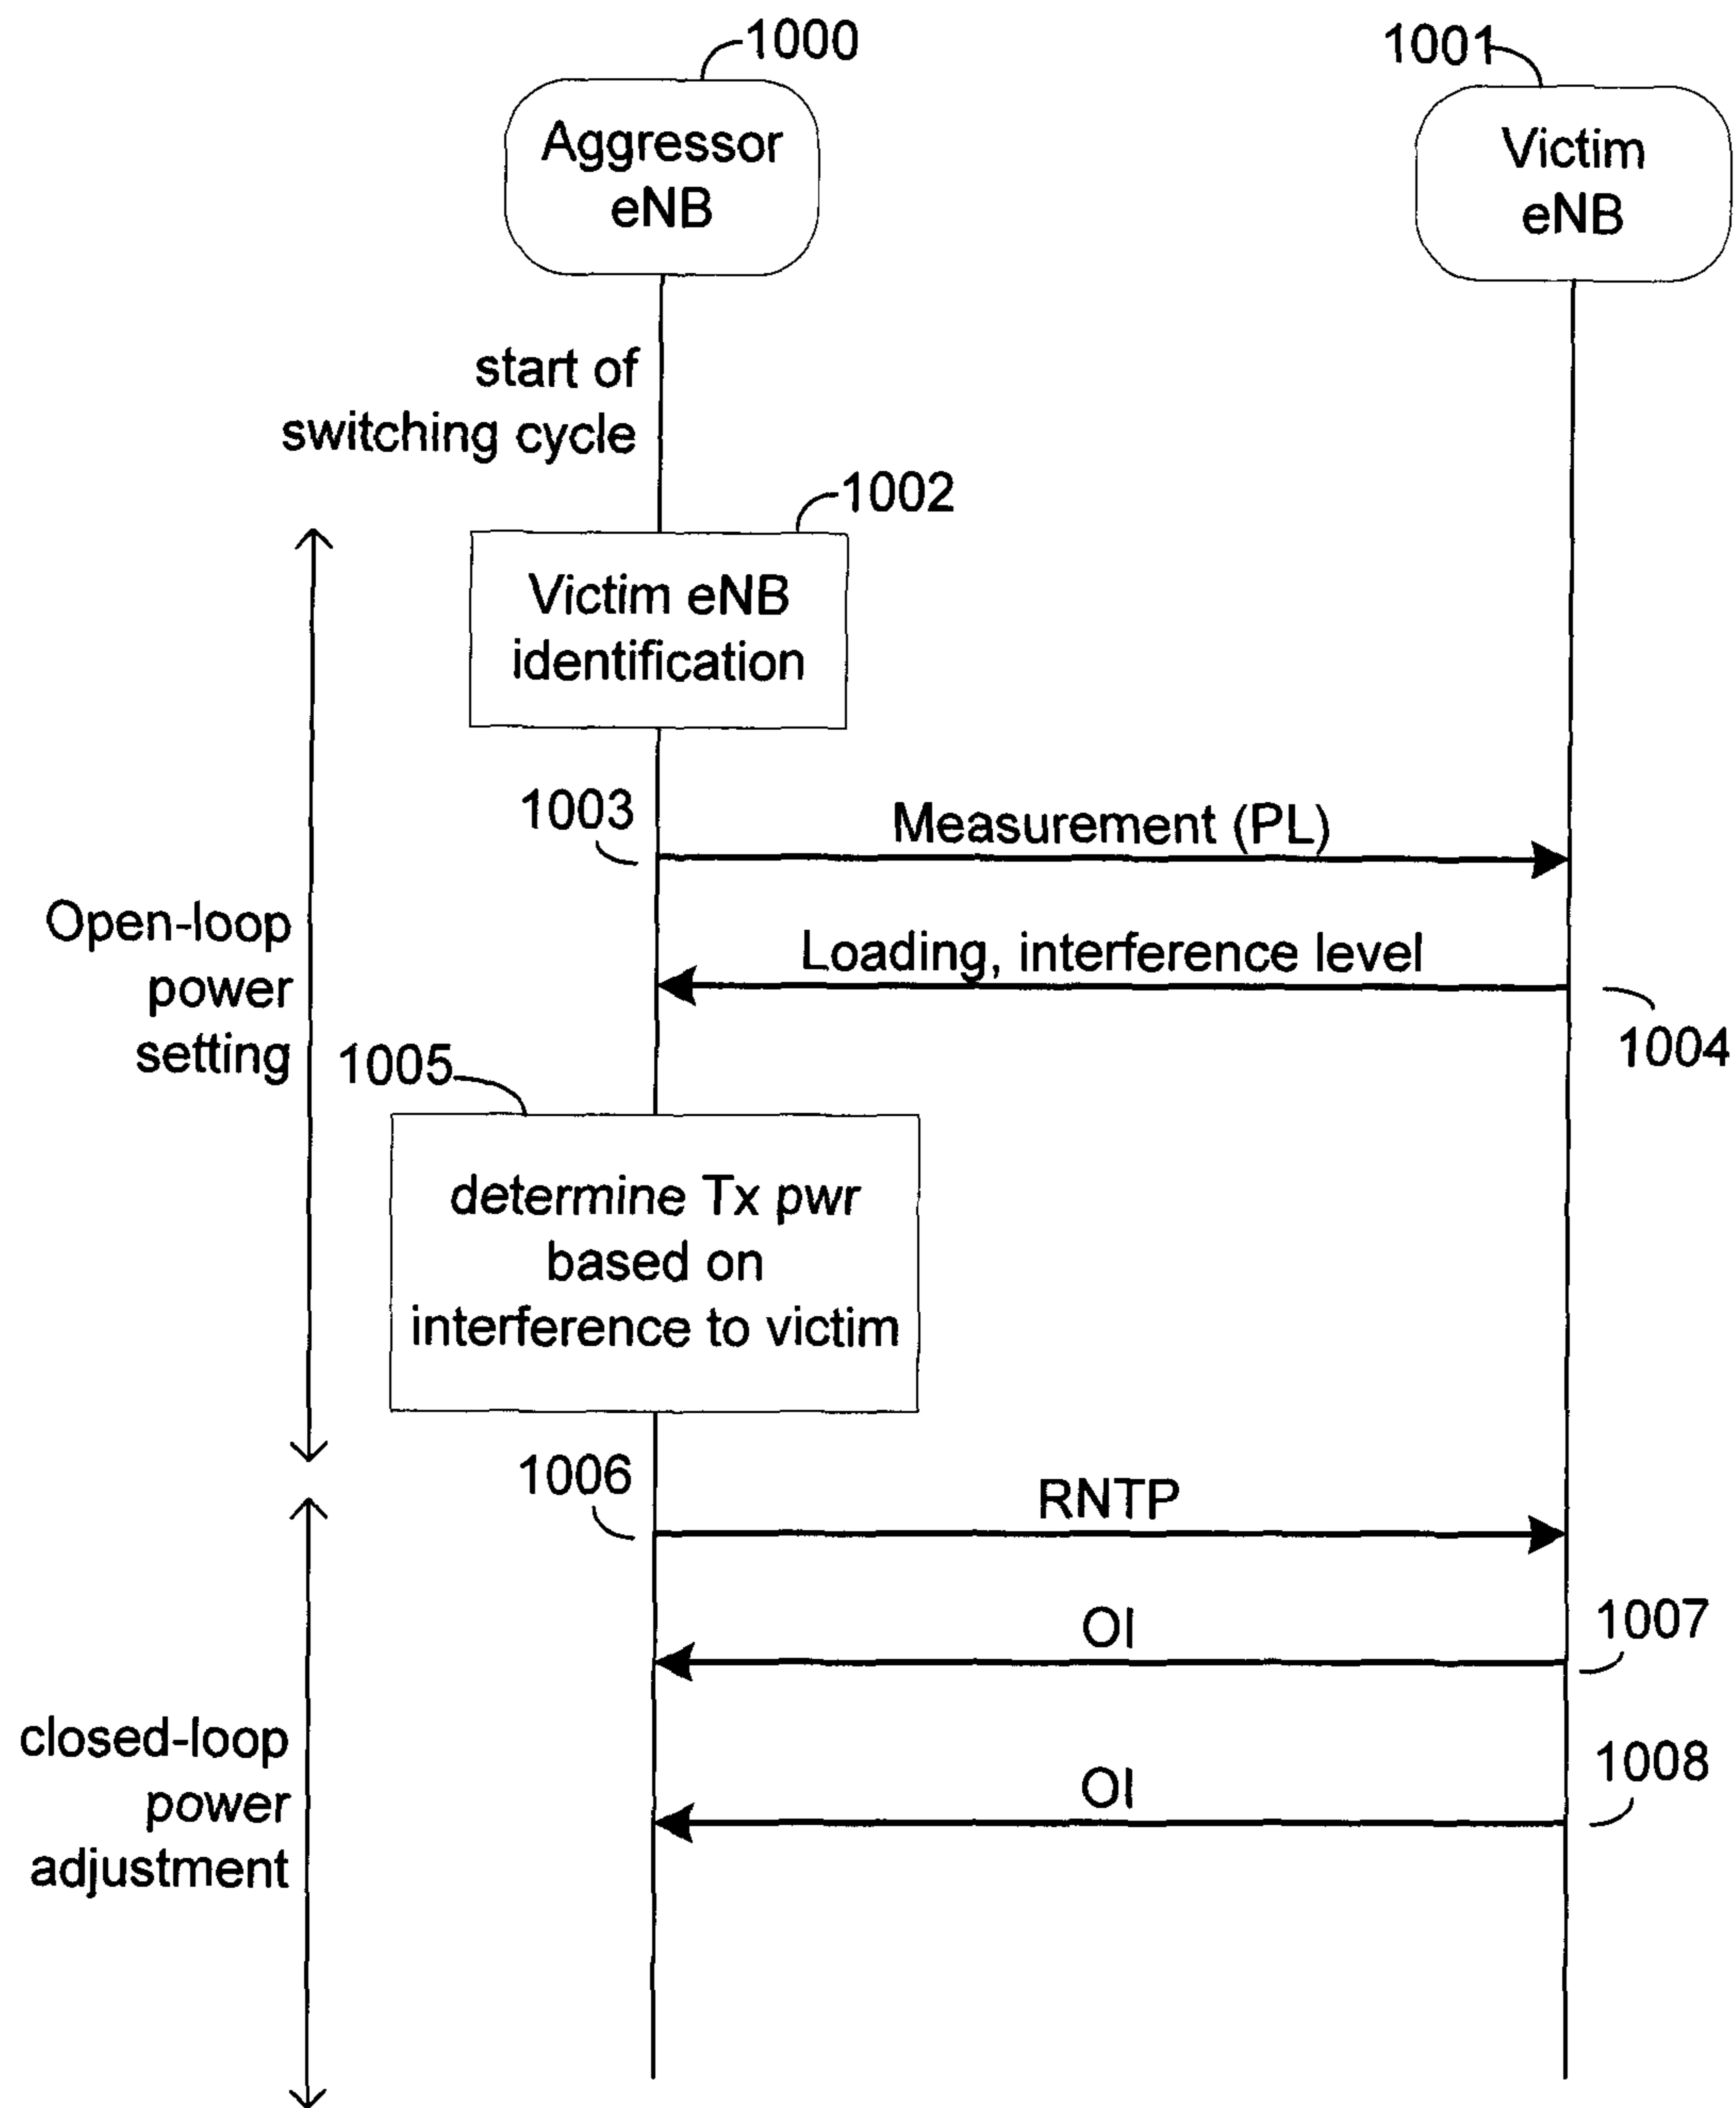 1000
1001
Aggressor
eNB
Victim
eNB
start of
switching cycle
1002
Victim eNB
identification
1003
Measurement (PL)
Open-loop
power
setting
Loading, interference level
1004
1005
determine Tx pwr
based on
interference to victim
1006
RNTP
1007
OI
closed-loop
power
adjustment
1008
OI